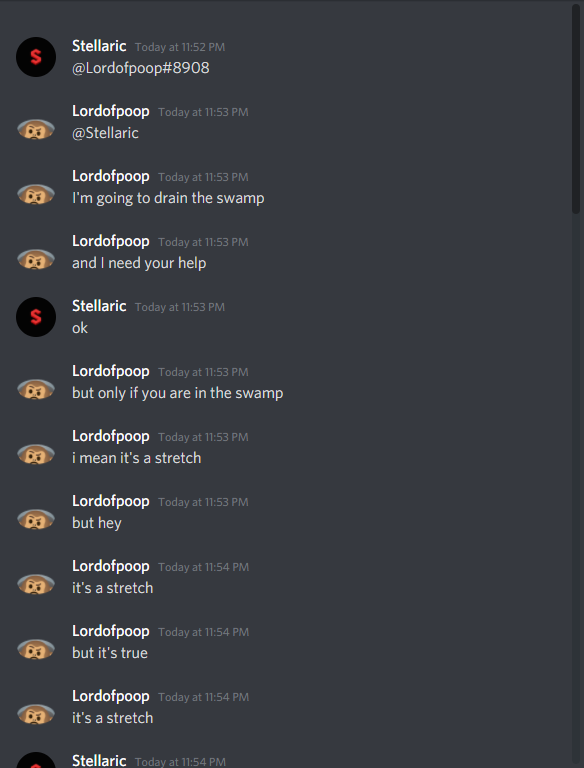 Stellaric Today at 11:52 PM
@Lordofpoop#8908
Lordofpoop Today at 11:53 PM
@Stellaric
Lordofpoop Today at 11:53 PM
I'm going to drain the swamp
Lordofpoop Today at 11:53 PM
and I need your help
Stellaric Today at 11:53 PM
ok
Lordofpoop Today at 11:53 PM
but only if you are in the swamp
Lordofpoop Today at 11:53 PM
i mean it's a stretch
Lordofpoop Today at 11:53 PM
but hey
Lordofpoop Today at 11:54 PM
it's a stretch
Lordofpoop Today at 11:54 PM
but it's true
Lordofpoop Today at 11:54 PM
it's a stretch
Stellaric Today at 11:54 PM